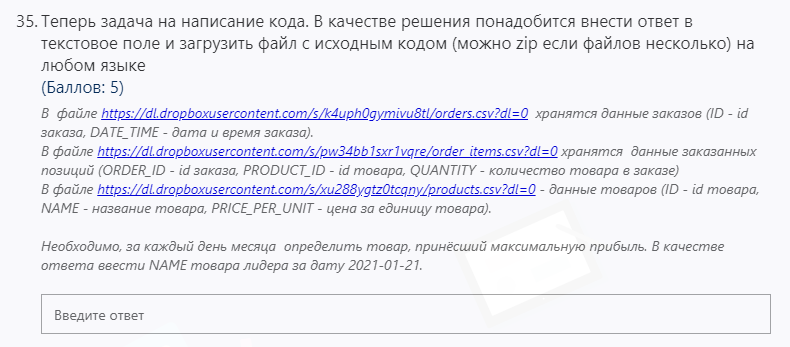 35. Теперь задача на написание кода. В качестве решения понадобится внести ответ в
текстовое поле и загрузить файл с исходным кодом (можно zip если файлов несколько) на
любом языке
(Баллов: 5)
В файле https://dl.dropboxusercontent.com/s/k4uph0gymivu8tl/orders.csv?dl=0 хранятся данные заказов (ID - id
заказа, DATE_TIME - дата и время заказа).
В файле https://dl.dropboxusercontent.com/s/pw34bb1sxr1vqre/order_items.csv?dl=0 хранятся данные заказанных
позиций (ORDER_ID - id заказа, PRODUCT_ID - id товара, QUANTITY - количество товара в заказе)
В файле https://dl.dropboxusercontent.com/s/xu288ygtz0tcqny/products.csv?dl=0 - данные товаров (ID - id товара,
NAME - название товара, PRICE_PER_UNIT - цена за единицу товара).
Необходимо, за каждый день месяца определить товар, принёсший максимальную прибыль. В качестве
ответа ввести NAME товара лидера за дату 2021-01-21.
Введите ответ